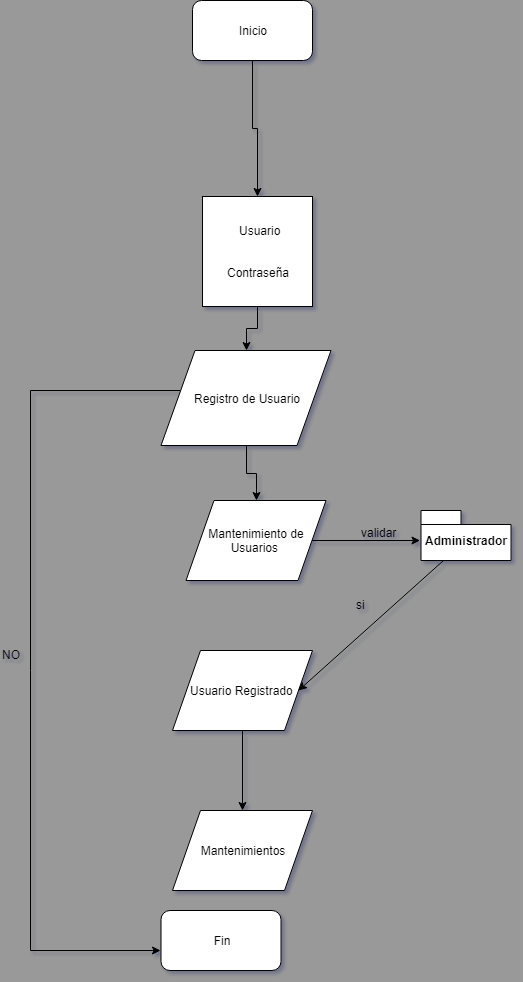 Inicio
Usuario
Contraseña
Registro de Usuario
Mantenimiento de
Usuarios
validar
Administrador
si
NO
Usuario Registrado
Mantenimientos
Fin